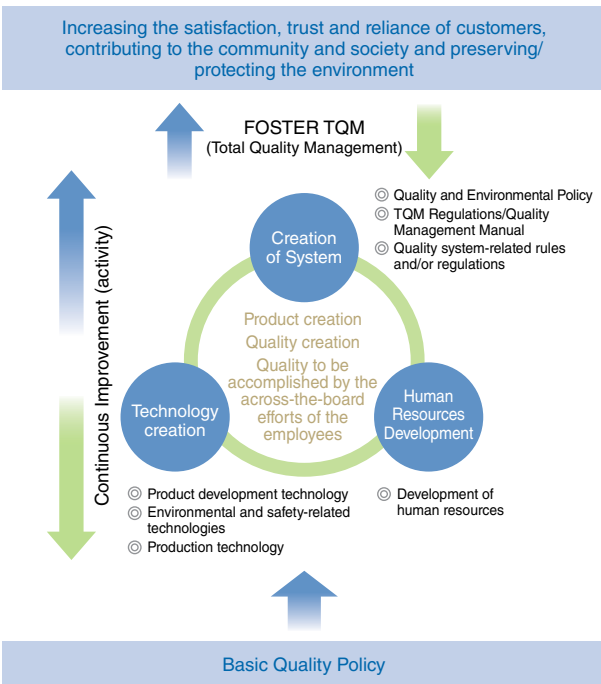 Increasing the satisfaction, trust and reliance of customers,
contributing to the community and society and preserving/
protecting the environment
FOSTER TQM
(Total Quality Management)
Continuous Improvement (activity)
Creation
of System
◎ Quality and Environmental Policy
◎ TQM Regulations/Quality
Management Manual
◎ Quality system-related rules
and/or regulations
Product creation
Quality creation
Quality to be
accomplished by the
across-the-board
efforts of the
employees
Technology
creation
Human
Resources
Development
◎ Product development technology
◎ Environmental and safety-related
technologies
◎ Production technology
◎ Development of
human resources
Basic Quality Policy